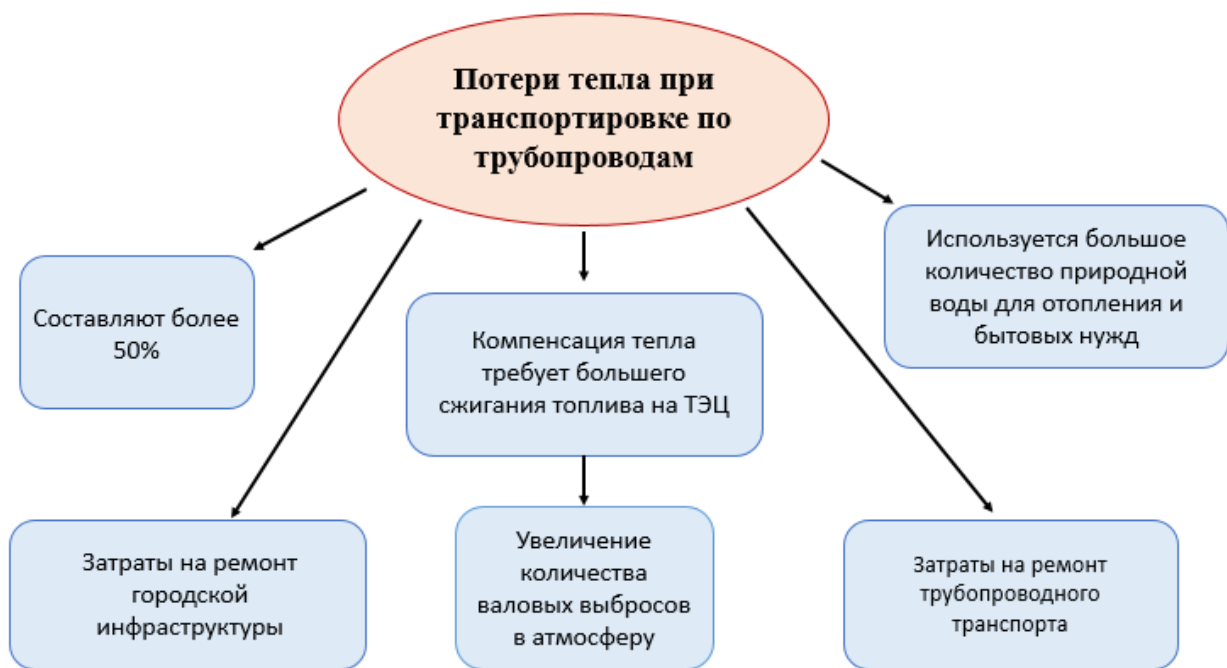 Потери тепла при
транспортировке по
трубопроводам
Составляют более
50%
Компенсация тепла
требует большего
сжигания топлива на ТЭЦ
Используется большое
количество природной
воды для отопления и
бытовых нужд
Затраты на ремонт
городской
инфраструктуры
Увеличение
количества
валовых выбросов
в атмосферу
Затраты на ремонт
трубопроводного
транспорта